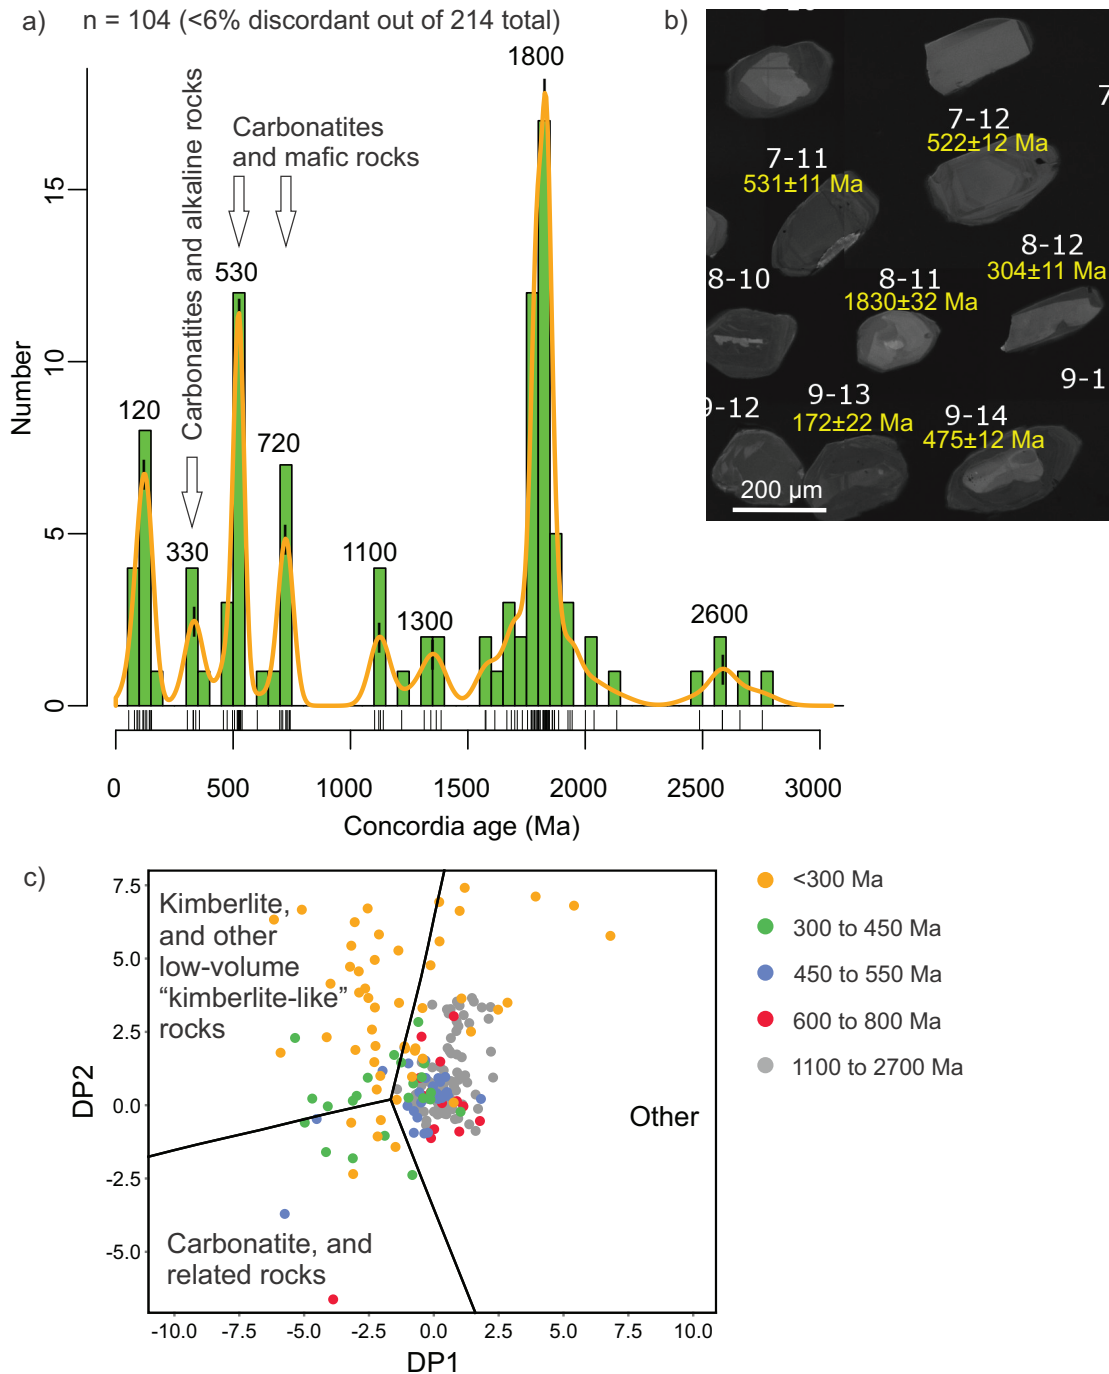 a)
n = 104 (<6% discordant out of 214 total)
1800
Carbonatites and alkaline rocks
Carbonatites
and mafic rocks
15
530
10
120
720
Number
5
330
1100
1300
2600
0
0
500
1000
1500
2000
2500
3000
Concordia age (Ma)
b)
7
7-12
522±12 Ma
7-11
531±11 Ma
8-12
304±11 Ma
8-10
8-11
1830±32 Ma
9-1
9-13
172±22 Ma
9-12
9-14
475±12 Ma
200 µm
c)
7.5
5.0
2.5
0.0
-2.5
-5.0
DP2
Kimberlite,
and other
low-volume
“kimberlite-like”
rocks
Other
Carbonatite, and
related rocks
-10.0
-7.5
-5.0
-2.5
0.0
2.5
5.0
7.5
10.0
DP1
<300 Ma
300 to 450 Ma
450 to 550 Ma
600 to 800 Ma
1100 to 2700 Ma